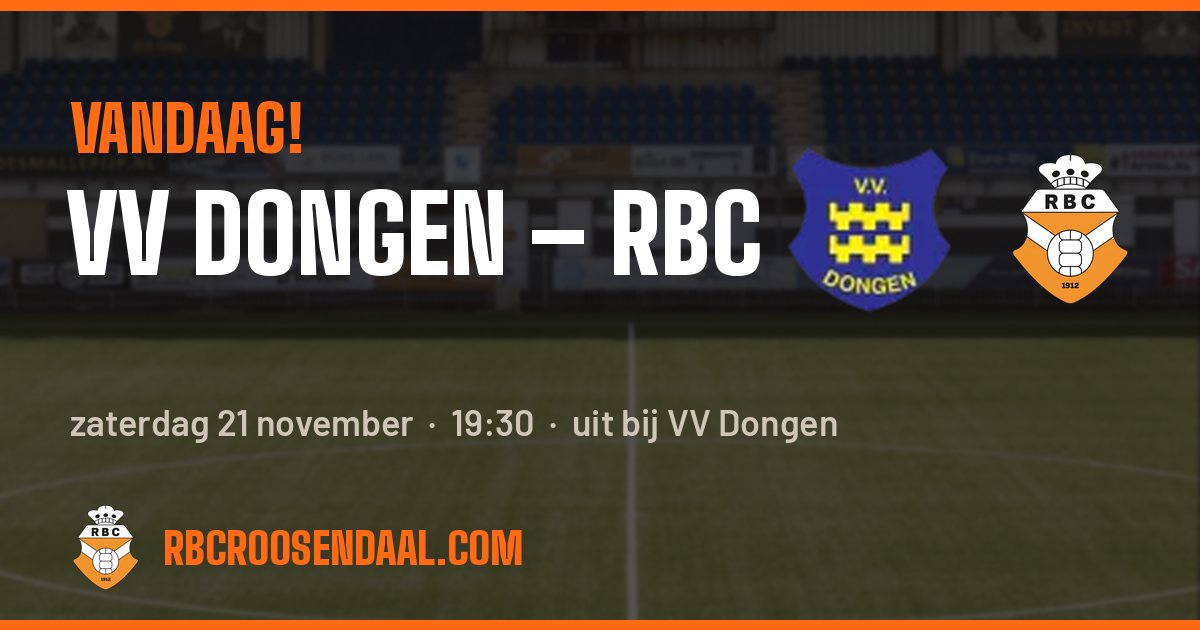 VANDAAG!
VV DONGEN – RBC
V.V.
DONGEN
RBC
1912
zaterdag 21 november · 19:30 · uit bij VV Dongen
RBC
1912
RBCROOSENDAAL.COM